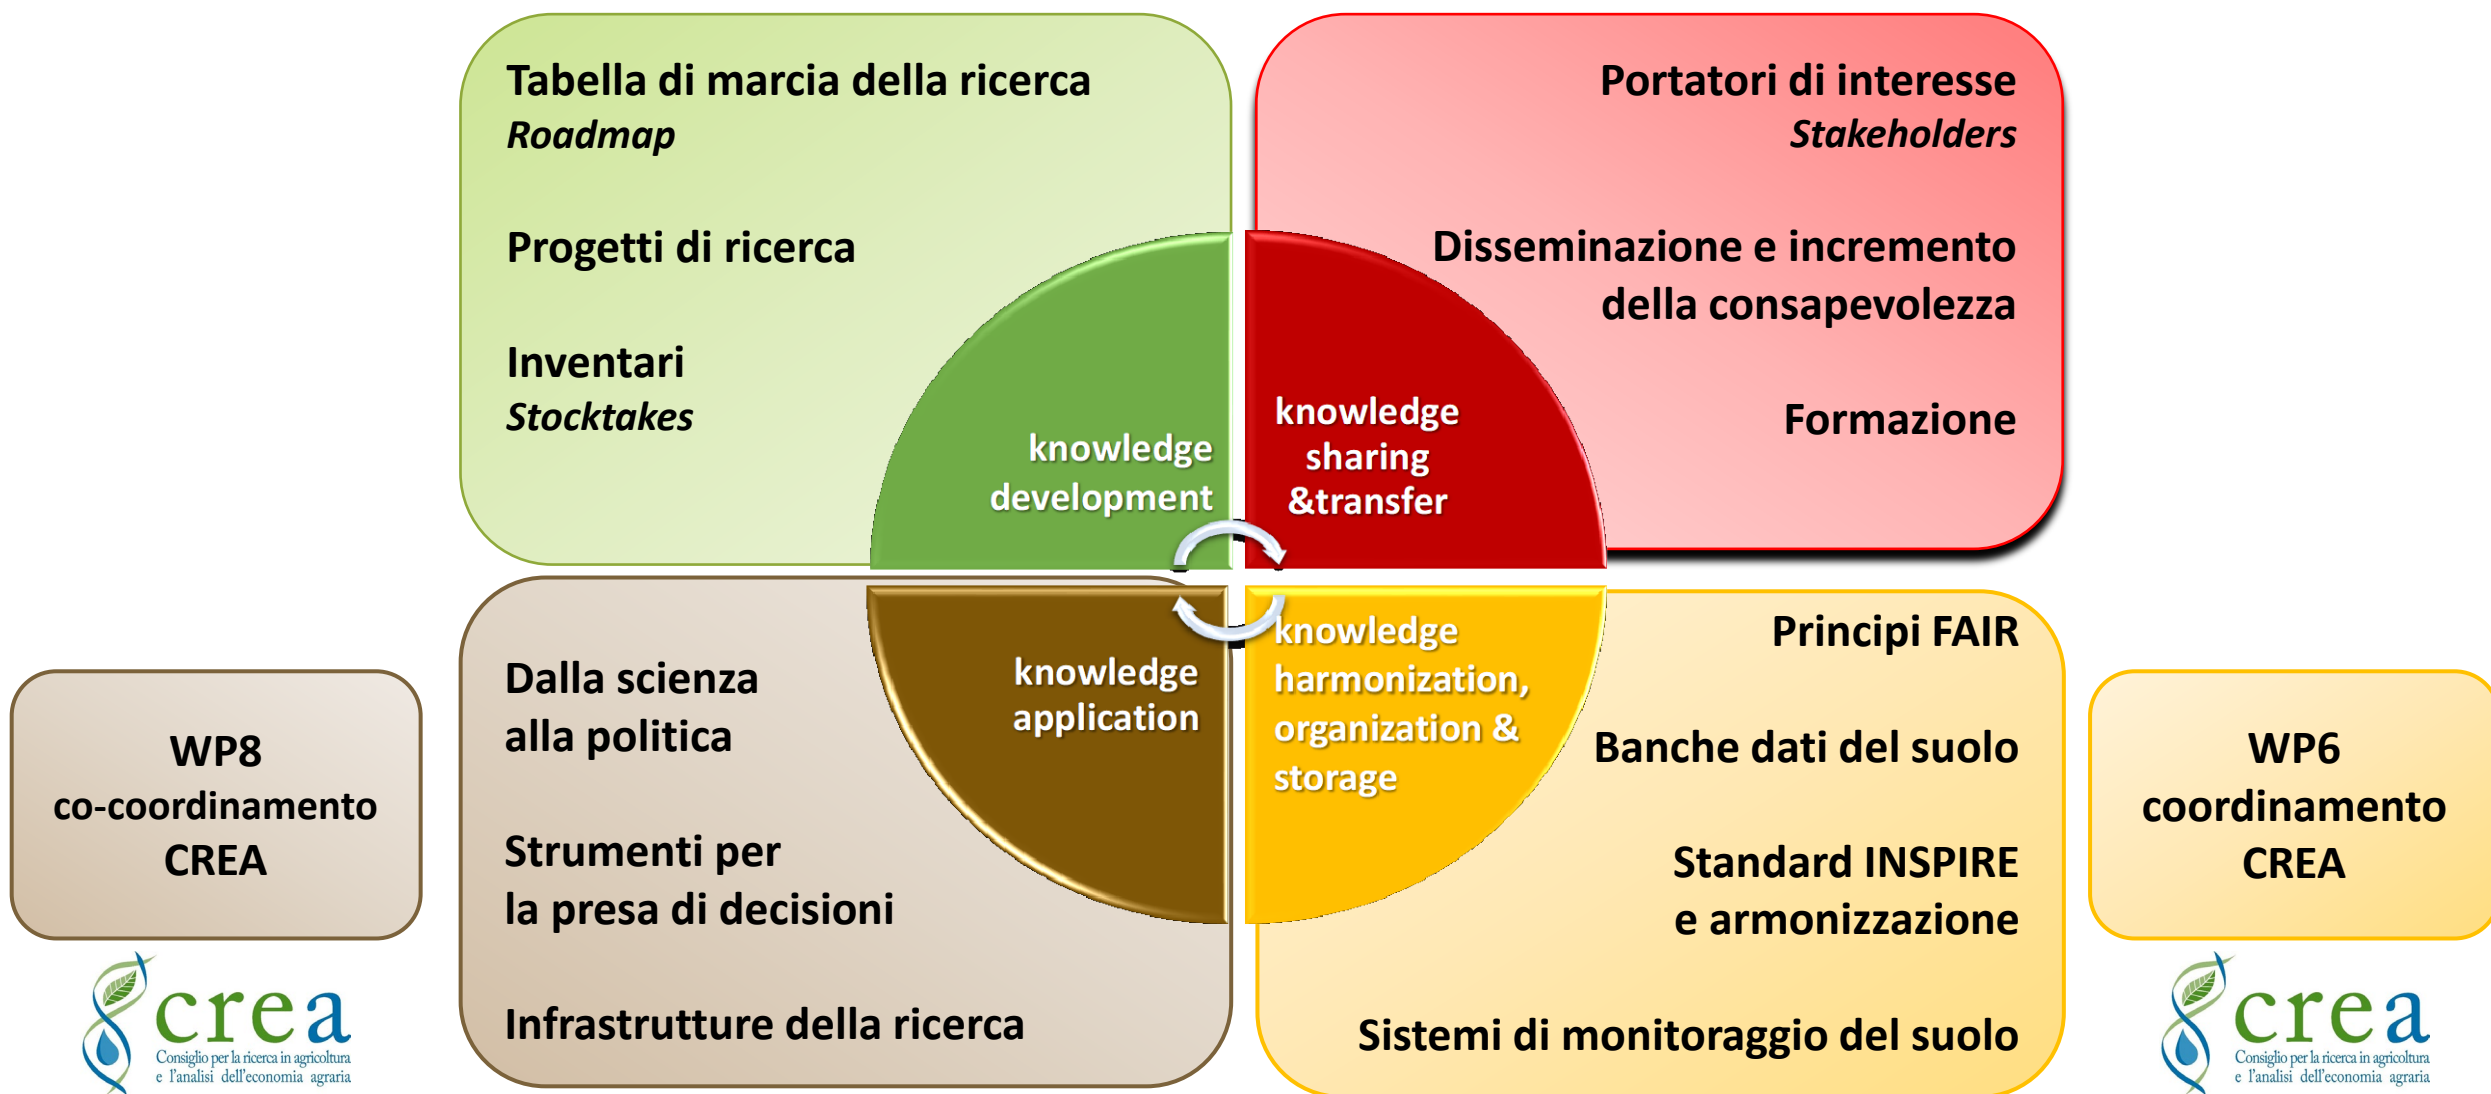 Tabella di marcia della ricerca
Roadmap
Progetti di ricerca
Inventari
Stocktakes
knowledge
development
Portatori di interesse
Stakeholders
Disseminazione e incremento
della consapevolezza
Formazione
knowledge
sharing
&transfer
WP8
co-coordinamento
CREA
crea
Consiglio per la ricerca in agricoltura
e l'analisi dell'economia agraria
Dalla scienza
alla politica
Strumenti per
la presa di decisioni
Infrastrutture della ricerca
knowledge
application
knowledge
harmonization,
organization &
storage
Principi FAIR
Banche dati del suolo
Standard INSPIRE
e armonizzazione
Sistemi di monitoraggio del suolo
WP6
coordinamento
CREA
crea
Consiglio per la ricerca in agricoltura
e l'analisi dell'economia agraria